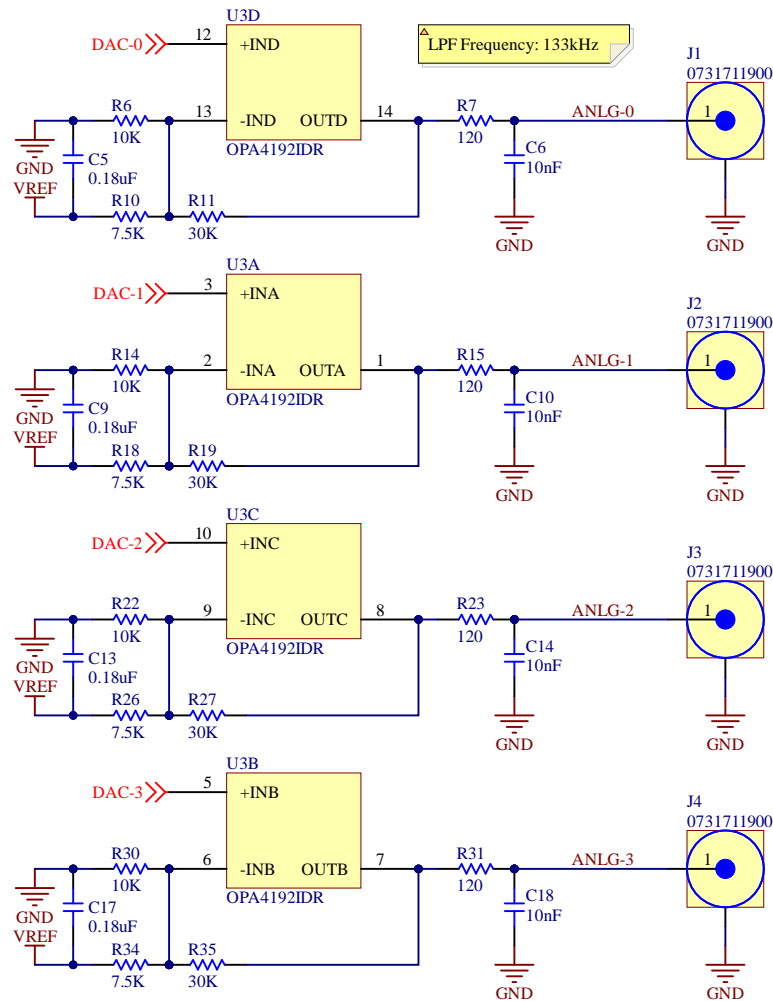 U3D
DAC-0
12
+IND
LPF Frequency: 133kHz
J1
0731711900
R6
10K
13
-IND
OUTD
14
R7
120
ANLG-0
1
GND
VREF
C5
0.18uF
OPA4192IDR
C6
10nF
R10
7.5K
R11
30K
GND
GND
U3A
DAC-1
3
+INA
J2
0731711900
R14
10K
2
-INA
OUTA
1
R15
120
ANLG-1
1
GND
VREF
C9
0.18uF
OPA4192IDR
C10
10nF
R18
7.5K
R19
30K
GND
GND
U3C
DAC-2
10
+INC
J3
0731711900
R22
10K
9
-INC
OUTC
8
R23
120
ANLG-2
1
GND
VREF
C13
0.18uF
OPA4192IDR
C14
10nF
R26
7.5K
R27
30K
GND
GND
U3B
DAC-3
5
+INB
J4
0731711900
R30
10K
6
-INB
OUTB
7
R31
120
ANLG-3
1
GND
VREF
C17
0.18uF
OPA4192IDR
C18
10nF
R34
7.5K
R35
30K
GND
GND